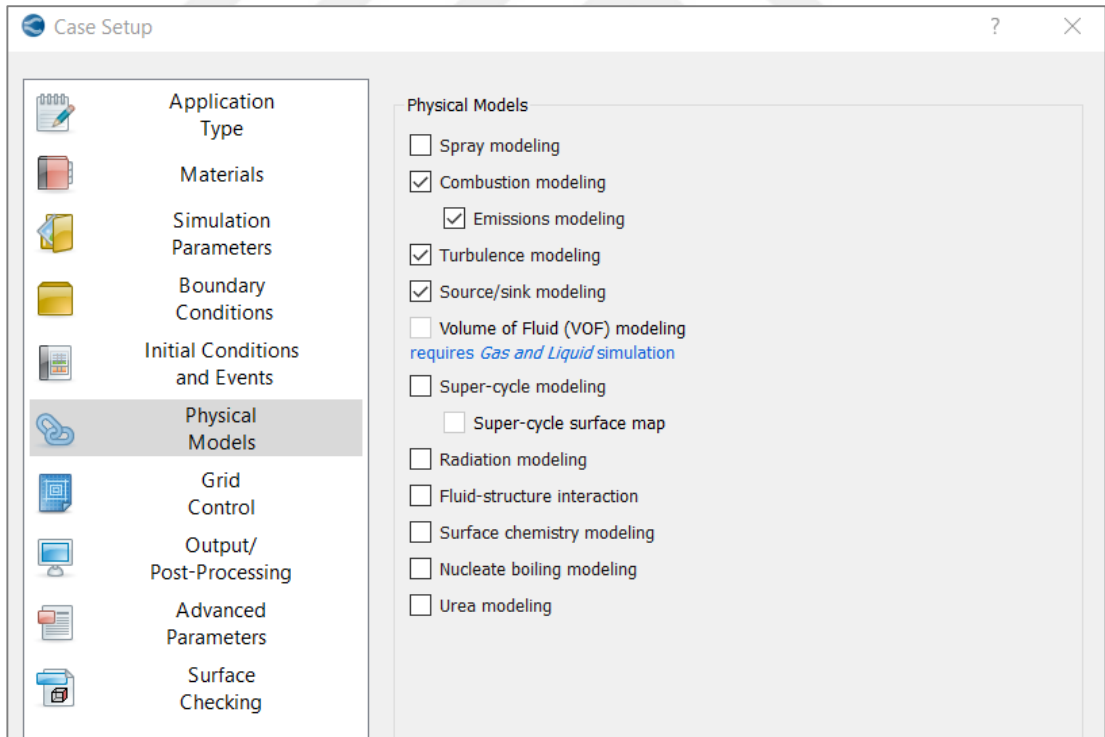 Case Setup
?
Application
Type
Materials
Simulation
Parameters
Boundary
Conditions
Initial Conditions
and Events
Physical
Models
Grid
Control
Output/
Post-Processing
Advanced
Parameters
Surface
Checking
Physical Models
Spray modeling
Combustion modeling
Emissions modeling
Turbulence modeling
Source/sink modeling
Volume of Fluid (VOF) modeling
requires Gas and Liquid simulation
Super-cycle modeling
Super-cycle surface map
Radiation modeling
Fluid-structure interaction
Surface chemistry modeling
Nucleate boiling modeling
Urea modeling